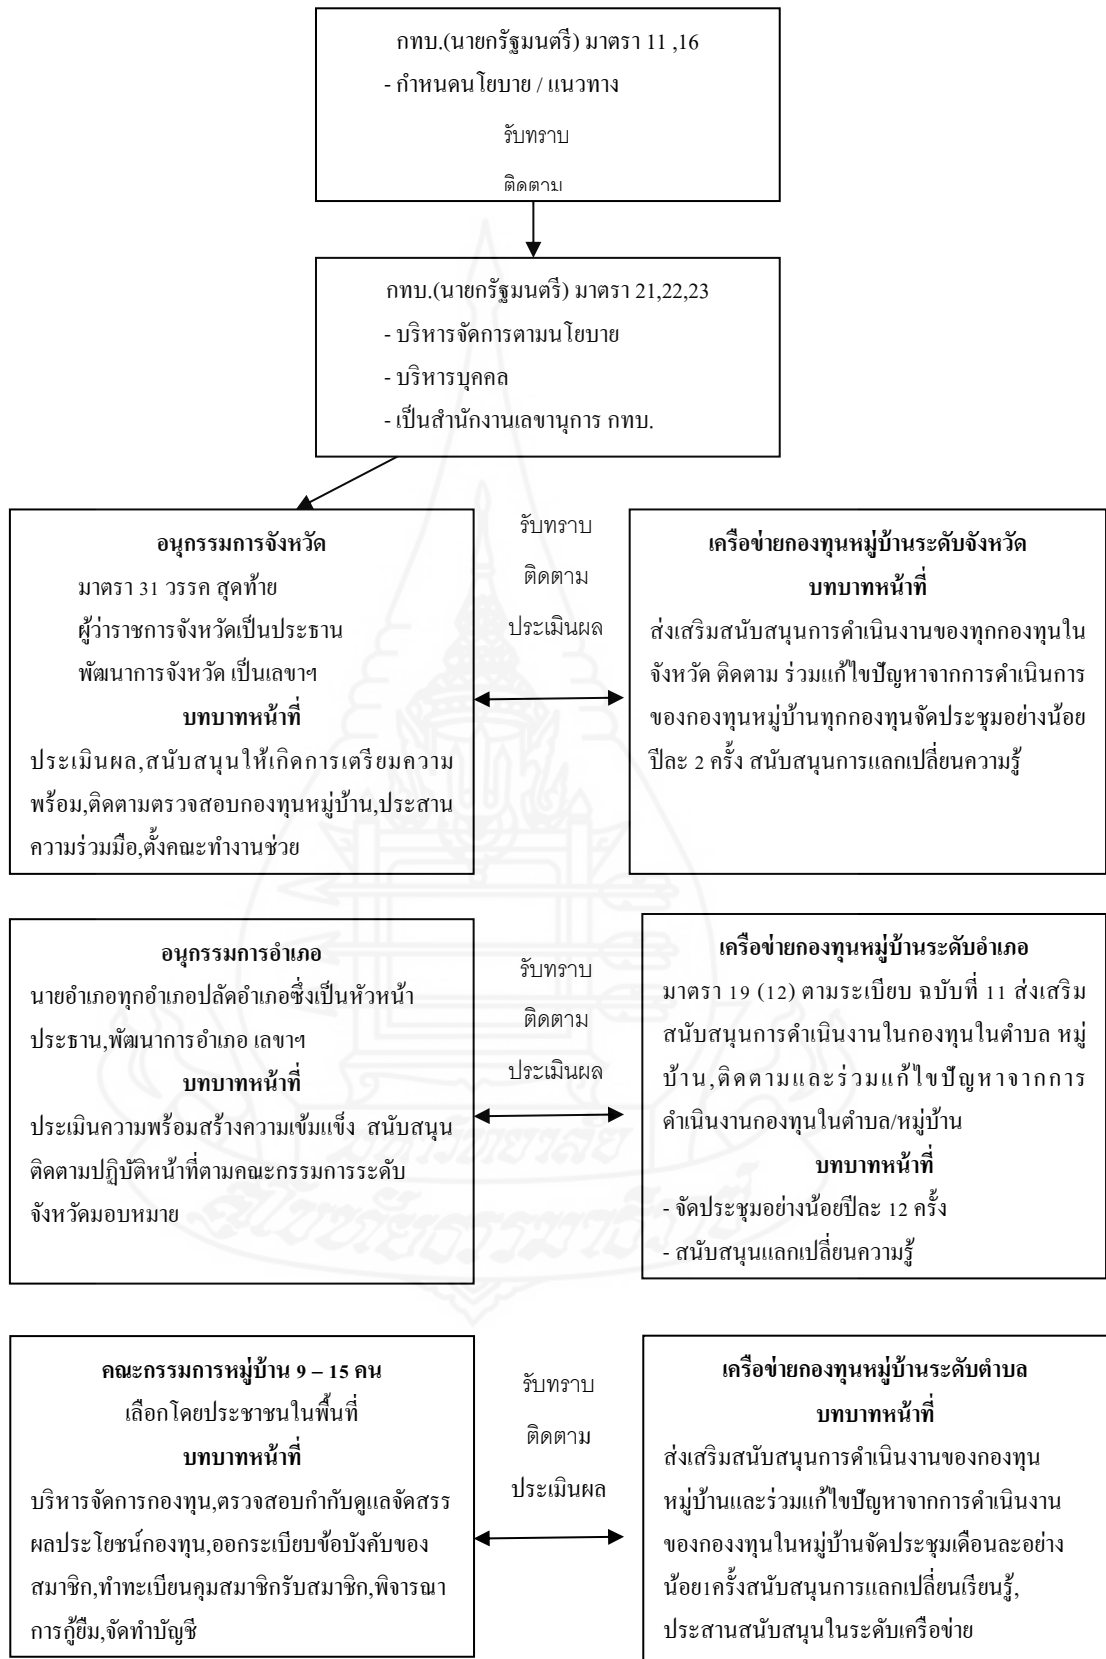 กทบ.(นายกรัฐมนตรี) มาตรา 11 ,16
- กำหนดนโยบาย / แนวทาง
รับทราบ
ติดตาม
กทบ.(นายกรัฐมนตรี) มาตรา 21,22,23
- บริหารจัดการตามนโยบาย
- บริหารบุคคล
- เป็นสำนักงานเลขานุการ กทบ.
อนุกรรมการจังหวัด
มาตรา 31 วรรค สุดท้าย
ผู้ว่าราชการจังหวัดเป็นประธาน
พัฒนาการจังหวัด เป็นเลขาฯ
บทบาทหน้าที่
ประเมินผล,สนับสนุนให้เกิดการเตรียมความ
พร้อม,ติดตามตรวจสอบกองทุนหมู่บ้าน,ประสาน
ความร่วมมือ,ตั้งคณะทำงานช่วย
รับทราบ
ติดตาม
ประเมินผล
เครือข่ายกองทุนหมู่บ้านระดับจังหวัด
บทบาทหน้าที่
ส่งเสริมสนับสนุนการดำเนินงานของทุกกองทุนใน
จังหวัด ติดตาม ร่วมแก้ไขปัญหาจากการดำเนินการ
ของกองทุนหมู่บ้านทุกกองทุนจัดประชุมอย่างน้อย
ปีละ 2 ครั้ง สนับสนุนการแลกเปลี่ยนความรู้
อนุกรรมการอำเภอ
นายอำเภอทุกอำเภอปลัดอำเภอซึ่งเป็นหัวหน้า
ประธาน,พัฒนาการอำเภอ เลขาฯ
บทบาทหน้าที่
ประเมินความพร้อมสร้างความเข้มแข็ง สนับสนุน
ติดตามปฏิบัติหน้าที่ตามคณะกรรมการระดับ
จังหวัดมอบหมาย
รับทราบ
ติดตาม
ประเมินผล
เครือข่ายกองทุนหมู่บ้านระดับอำเภอ
มาตรา 19 (12) ตามระเบียบ ฉบับที่ 11 ส่งเสริม
สนับสนุนการดำเนินงานในกองทุนในตำบล หมู่
บ้าน,ติดตามและร่วมแก้ไขปัญหาจากการ
ดำเนินงานกองทุนในตำบล/หมู่บ้าน
บทบาทหน้าที่
- จัดประชุมอย่างน้อยปีละ 12 ครั้ง
- สนับสนุนแลกเปลี่ยนความรู้
มหาวิทยาลัย
สุโขทัยธรรมาธิราช
คณะกรรมการหมู่บ้าน 9 – 15 คน
เลือกโดยประชาชนในพื้นที่
บทบาทหน้าที่
บริหารจัดการกองทุน,ตรวจสอบกำกับดูแลจัดสรร
ผลประโยชน์กองทุน,ออกระเบียบข้อบังคับของ
สมาชิก,ทำทะเบียนคุมสมาชิกรับสมาชิก,พิจารณา
การกู้ยืม,จัดทำบัญชี
รับทราบ
ติดตาม
ประเมินผล
เครือข่ายกองทุนหมู่บ้านระดับตำบล
บทบาทหน้าที่
ส่งเสริมสนับสนุนการดำเนินงานของกองทุน
หมู่บ้านและร่วมแก้ไขปัญหาจากการดำเนินงาน
ของกองงทุนในหมู่บ้านจัดประชุมเดือนละอย่าง
น้อย1ครั้งสนับสนุนการแลกเปลี่ยนเรียนรู้,
ประสานสนับสนุนในระดับเครือข่าย